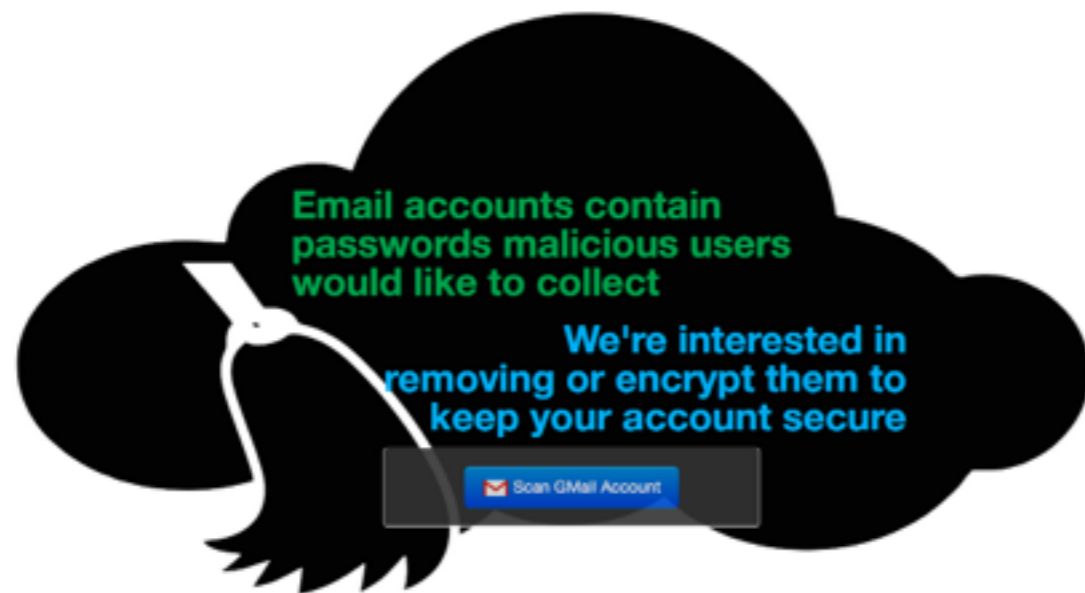 Email accounts contain
passwords malicious users
would like to collect
We're interested in
removing or encrypt them to
keep your account secure
Scan GMail Account